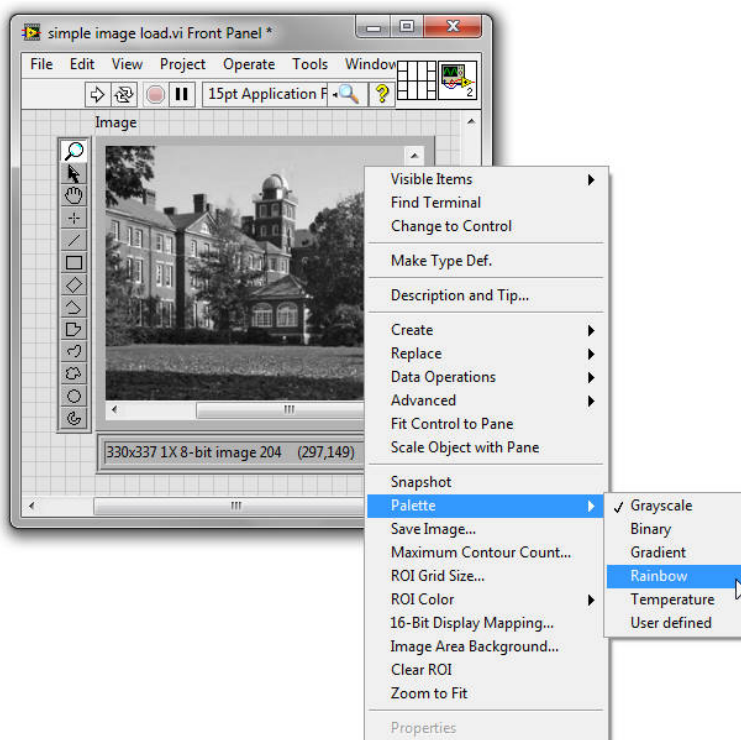 simple image load.vi Front Panel *
File Edit View Project Operate Tools Window
15pt Application F
?
2
Image
330x337 1X 8-bit image 204 (297,149)
Visible Items
Find Terminal
Change to Control
Make Type Def.
Description and Tip...
Create
Replace
Data Operations
Advanced
Fit Control to Pane
Scale Object with Pane
Snapshot
Palette
Save Image...
Maximum Contour Count...
ROI Grid Size...
ROI Color
16-Bit Display Mapping...
Image Area Background...
Clear ROI
Zoom to Fit
Properties
Grayscale
Binary
Gradient
Rainbow
Temperature
User defined